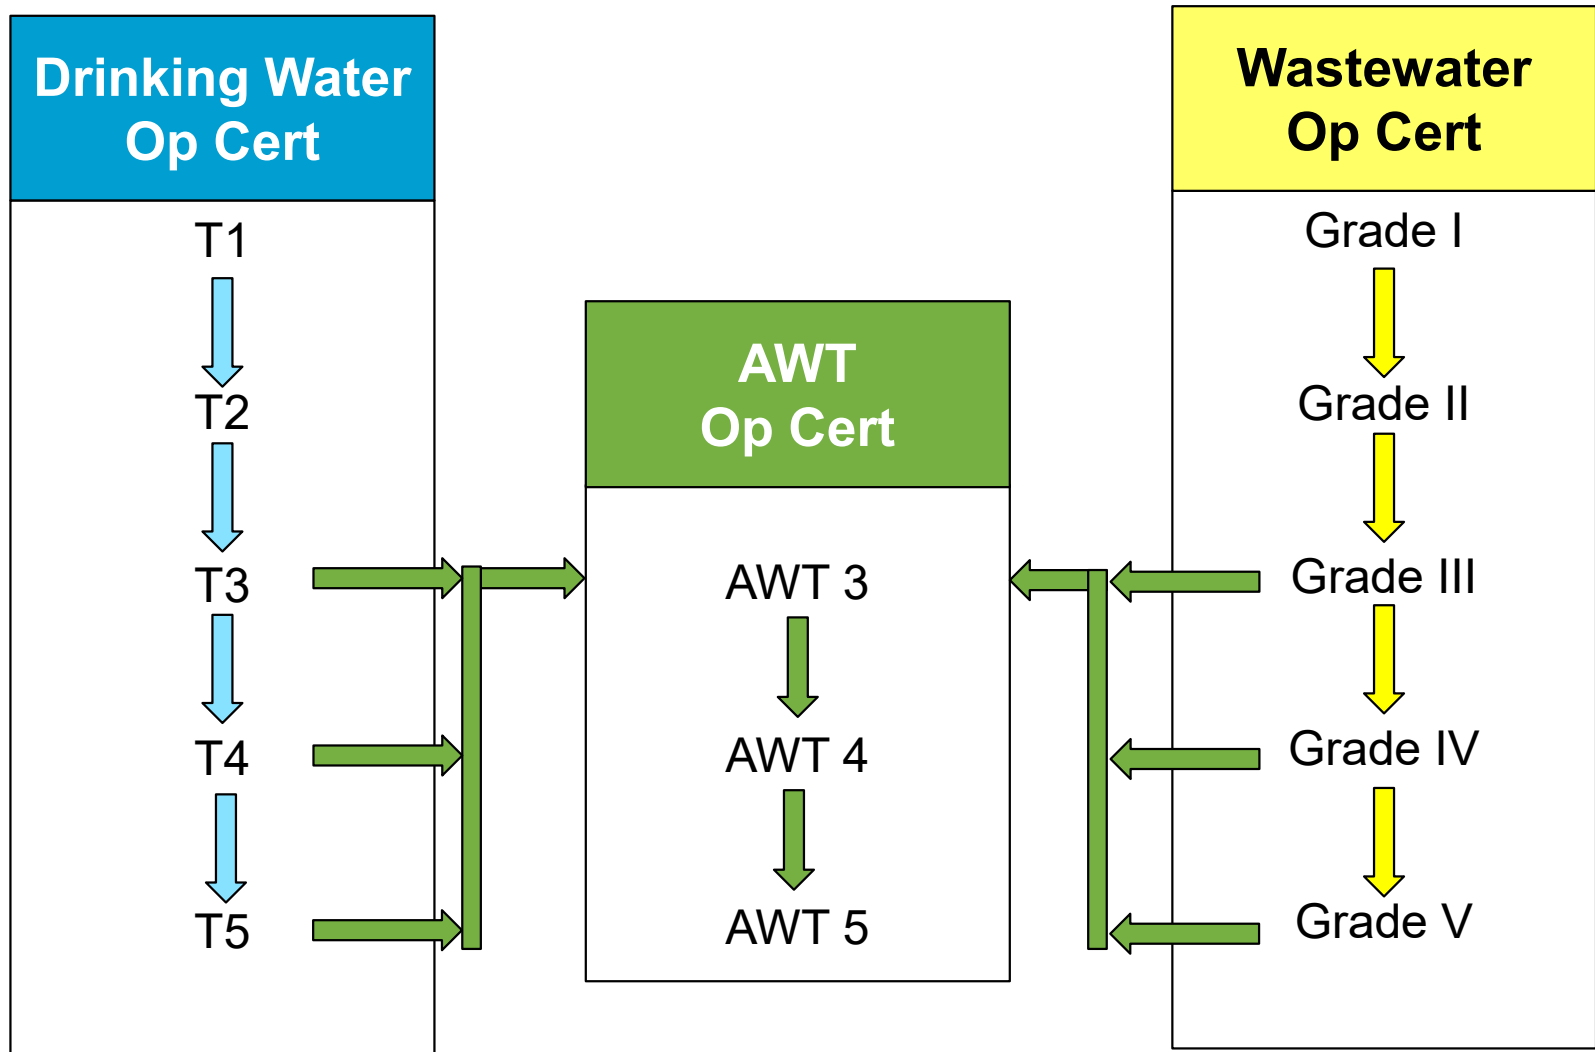 Drinking Water
Op Cert
T1
T2
T3
T4
T5
AWT
Op Cert
AWT 3
AWT 4
AWT 5
Wastewater
Op Cert
Grade I
Grade II
Grade III
Grade IV
Grade V